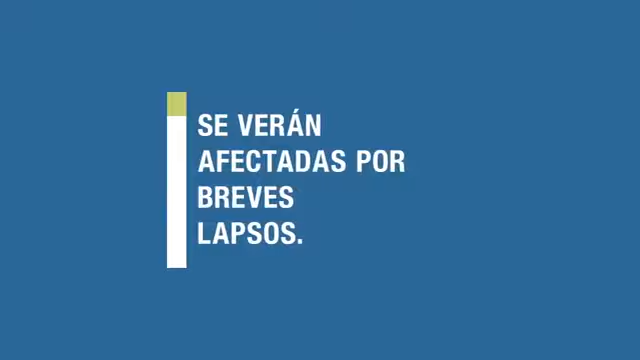 SE VERÁN
AFECTADAS POR
BREVES
LAPSOS.